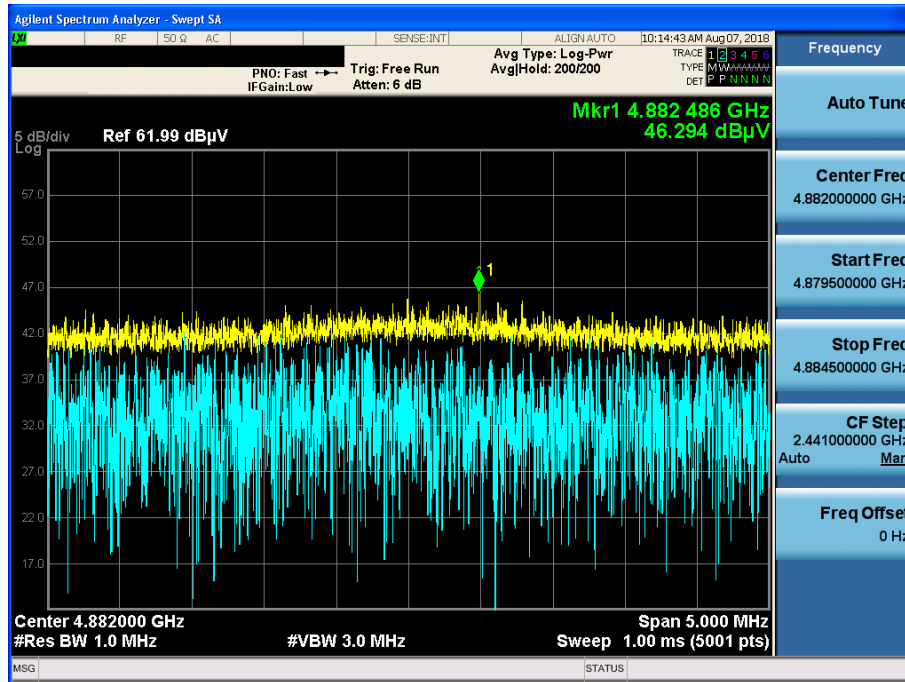 Agilent Spectrum Analyzer - Swept SA
LXI RF 50 Ω AC SENSE:INT ALIGN AUTO 10:14:43 AM Aug 07, 2018
PNO: Fast Trig: Free Run Avg Type: Log-Pwr TRACE 1 2 3 4 5 6
IFGain:Low Atten: 6 dB Avg|Hold: 200/200 TYPE M W W W W W
DET P P N N N N
Mkr1 4.882 486 GHz
46.294 dBµV
5 dB/div Ref 61.99 dBµV
Log
57.0
52.0
1
47.0
42.0
37.0
32.0
27.0
22.0
17.0
Center 4.882000 GHz Span 5.000 MHz
#Res BW 1.0 MHz #VBW 3.0 MHz Sweep 1.00 ms (5001 pts)
MSG STATUS
Frequency
Auto Tune
Center Freq
4.882000000 GHz
Start Freq
4.879500000 GHz
Stop Freq
4.884500000 GHz
CF Step
2.441000000 GHz
Auto Man
Freq Offset
0 Hz